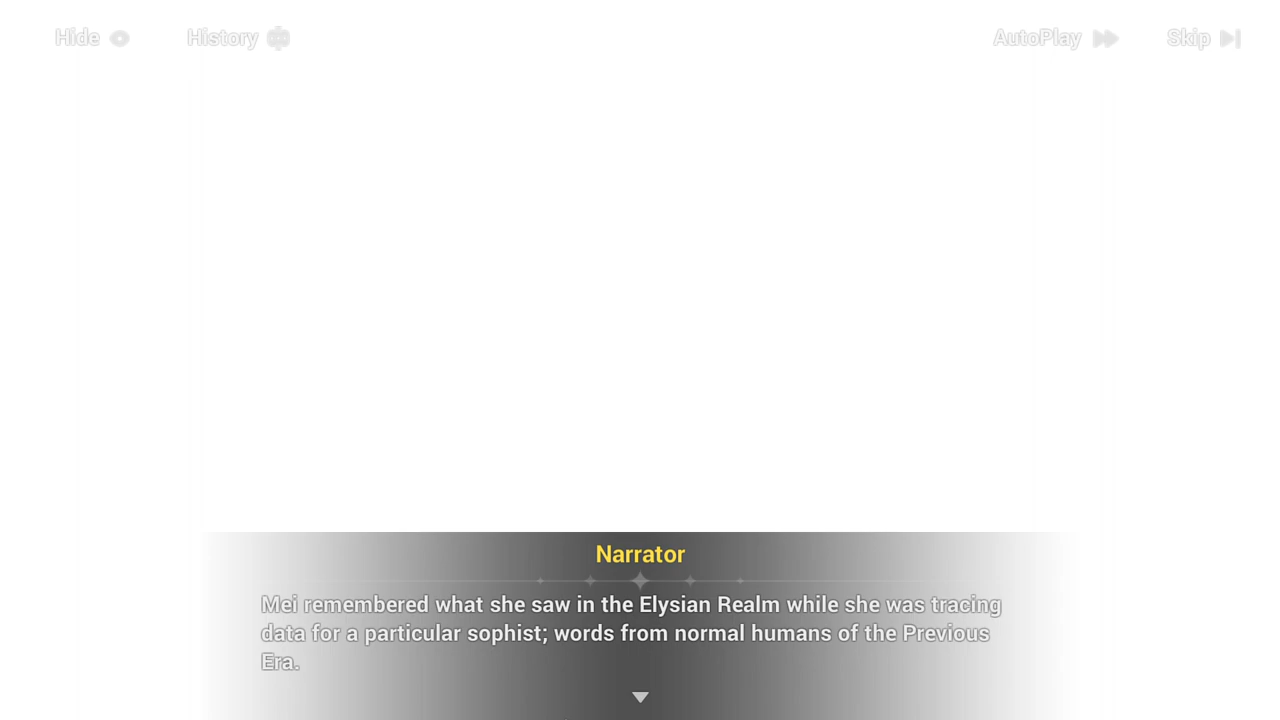 Hide
History
AutoPlay
Skip
Narrator
Mei remembered what she saw in the Elysian Realm while she was tracing
data for a particular sophist; words from normal humans of the Previous
Era.